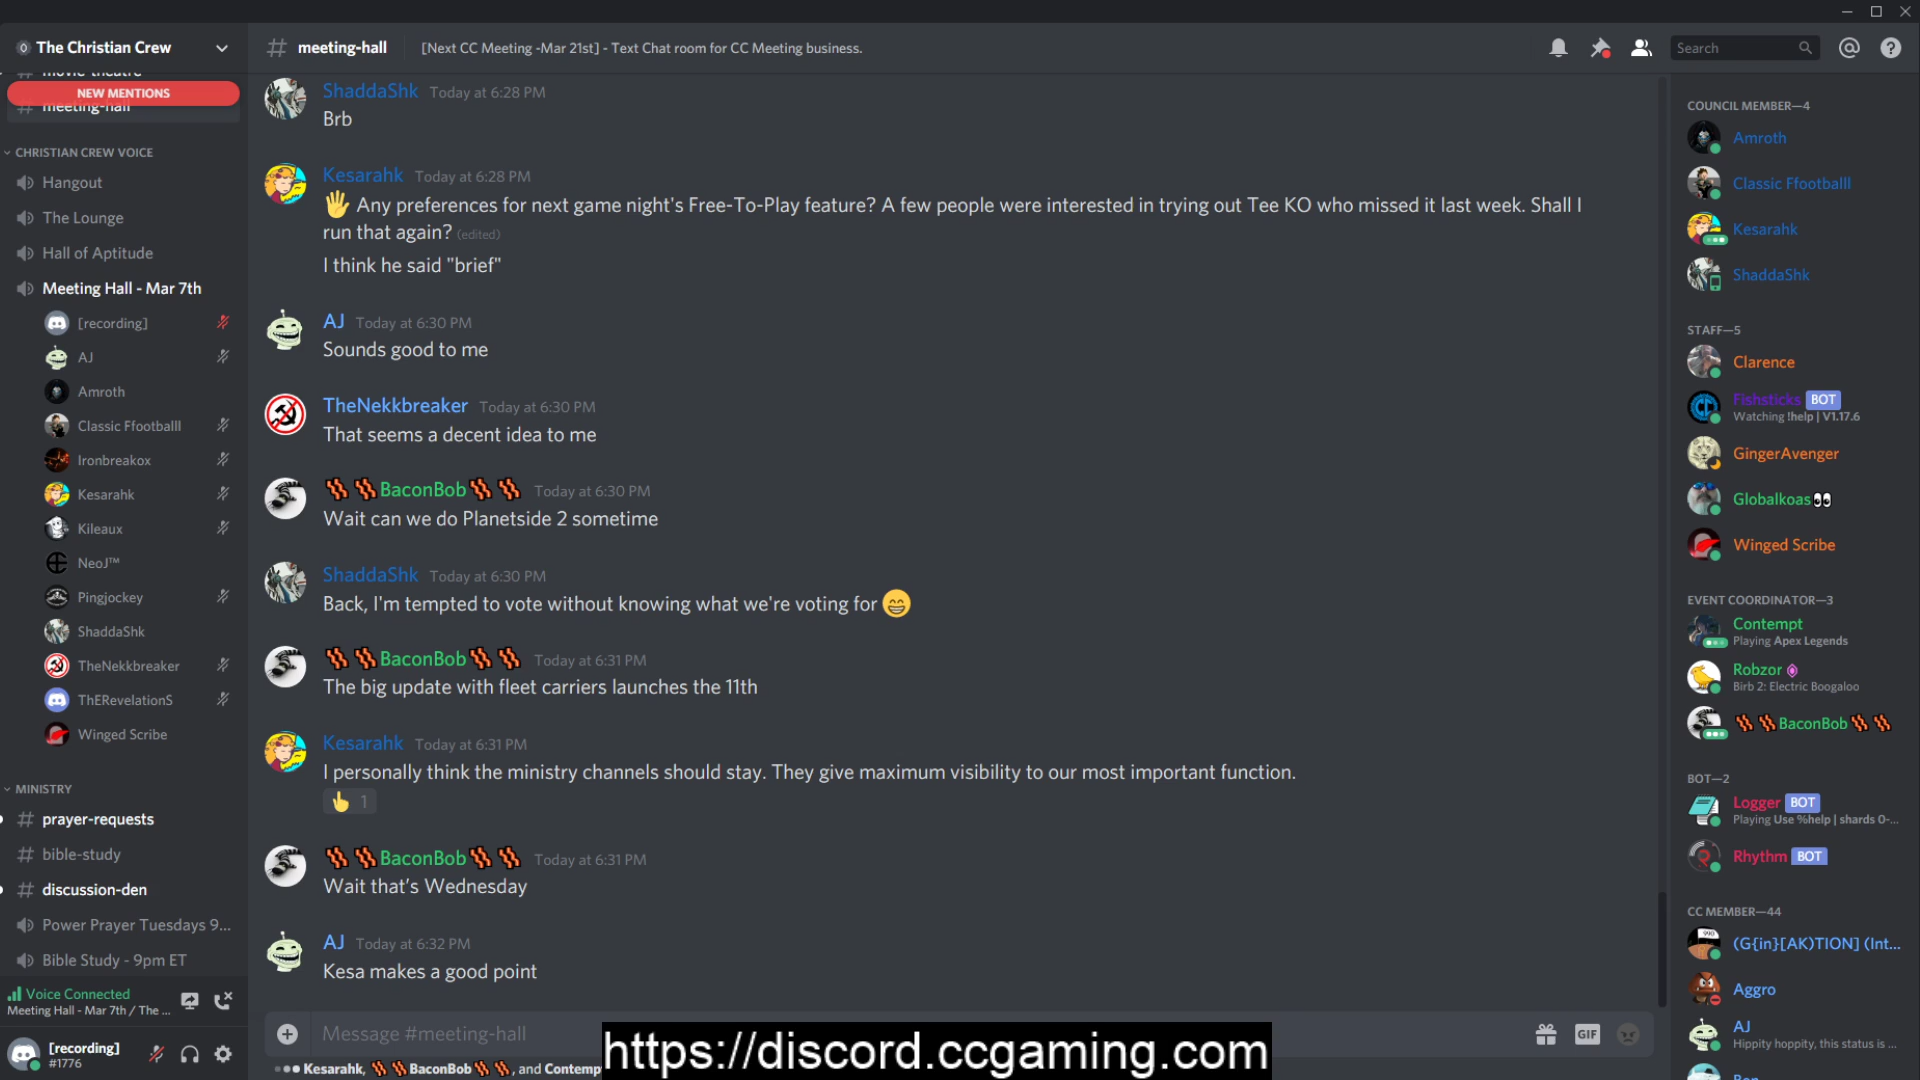 The Christian Crew
# meeting-hall
[Next CC Meeting -Mar 21st] - Text Chat room for CC Meeting business.
Search
# movie-theatre
NEW MENTIONS
# meeting-hall
CHRISTIAN CREW VOICE
Hangout
The Lounge
Hall of Aptitude
Meeting Hall - Mar 7th
[recording]
AJ
Amroth
Classic Ffootballl
Ironbreakox
Kesarahk
Kileaux
NeoJ™
Pingjockey
ShaddaShk
TheNekkbreaker
ThERevelationS
Winged Scribe
MINISTRY
# prayer-requests
# bible-study
# discussion-den
Power Prayer Tuesdays 9...
Bible Study - 9pm ET
Voice Connected
Meeting Hall - Mar 7th / The ...
[recording]
#1776
ShaddaShk Today at 6:28 PM
Brb
Kesarahk Today at 6:28 PM
🖐 Any preferences for next game night's Free-To-Play feature? A few people were interested in trying out Tee KO who missed it last week. Shall I
run that again? (edited)
I think he said "brief"
AJ Today at 6:30 PM
Sounds good to me
TheNekkbreaker Today at 6:30 PM
That seems a decent idea to me
🥓🥓BaconBob🥓🥓 Today at 6:30 PM
Wait can we do Planetside 2 sometime
ShaddaShk Today at 6:30 PM
Back, I'm tempted to vote without knowing what we're voting for 😄
🥓🥓BaconBob🥓🥓 Today at 6:31 PM
The big update with fleet carriers launches the 11th
Kesarahk Today at 6:31 PM
I personally think the ministry channels should stay. They give maximum visibility to our most important function.
👆 1
🥓🥓BaconBob🥓🥓 Today at 6:31 PM
Wait that's Wednesday
AJ Today at 6:32 PM
Kesa makes a good point
Message #meeting-hall
GIF
Kesarahk, 🥓🥓BaconBob🥓🥓, and Contemp
https://discord.ccgaming.com
COUNCIL MEMBER—4
Amroth
Classic Ffootballl
Kesarahk
ShaddaShk
STAFF—5
Clarence
Fishsticks BOT
Watching !help | V1.17.6
GingerAvenger
Globalkoas👀
Winged Scribe
EVENT COORDINATOR—3
Contempt
Playing Apex Legends
Robzor
Birb 2: Electric Boogaloo
🥓🥓BaconBob🥓🥓
BOT—2
Logger BOT
Playing Use %help | shards 0-...
Rhythm BOT
CC MEMBER—44
(G{in}[AK)TION] (Int...
Aggro
AJ
Hippity hoppity, this status is ...